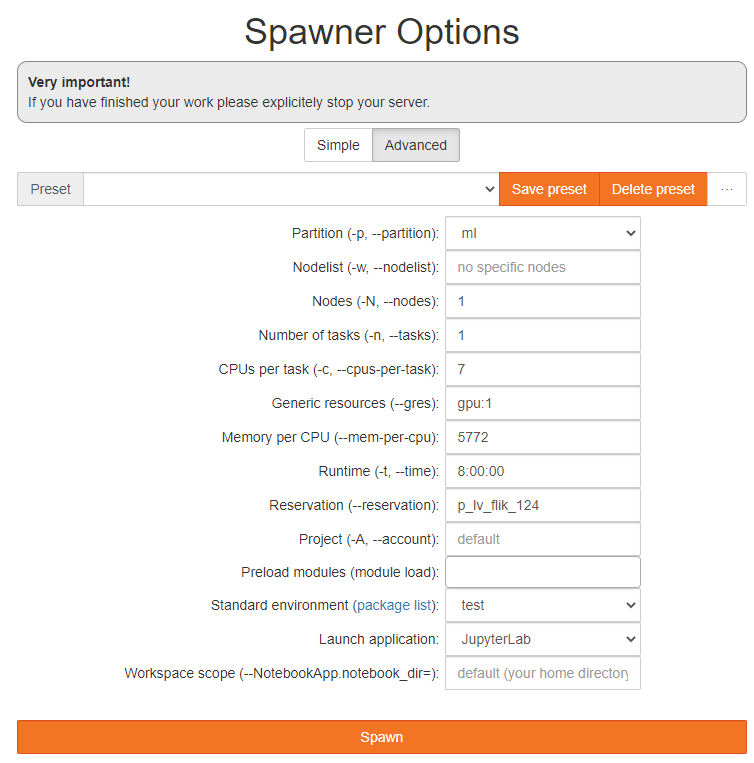 Spawner Options
Very important!
If you have finished your work please explicitely stop your server.
Simple Advanced
Preset Save preset Delete preset ...
Partition (-p, --partition): ml
Nodelist (-w, --nodelist): no specific nodes
Nodes (-N, --nodes): 1
Number of tasks (-n, --tasks): 1
CPUs per task (-c, --cpus-per-task): 7
Generic resources (--gres): gpu:1
Memory per CPU (--mem-per-cpu): 5772
Runtime (-t, --time): 8:00:00
Reservation (--reservation): p_lv_flik_124
Project (-A, --account): default
Preload modules (module load):
Standard environment (package list): test
Launch application: JupyterLab
Workspace scope (--NotebookApp.notebook_dir=): default (your home directory
Spawn